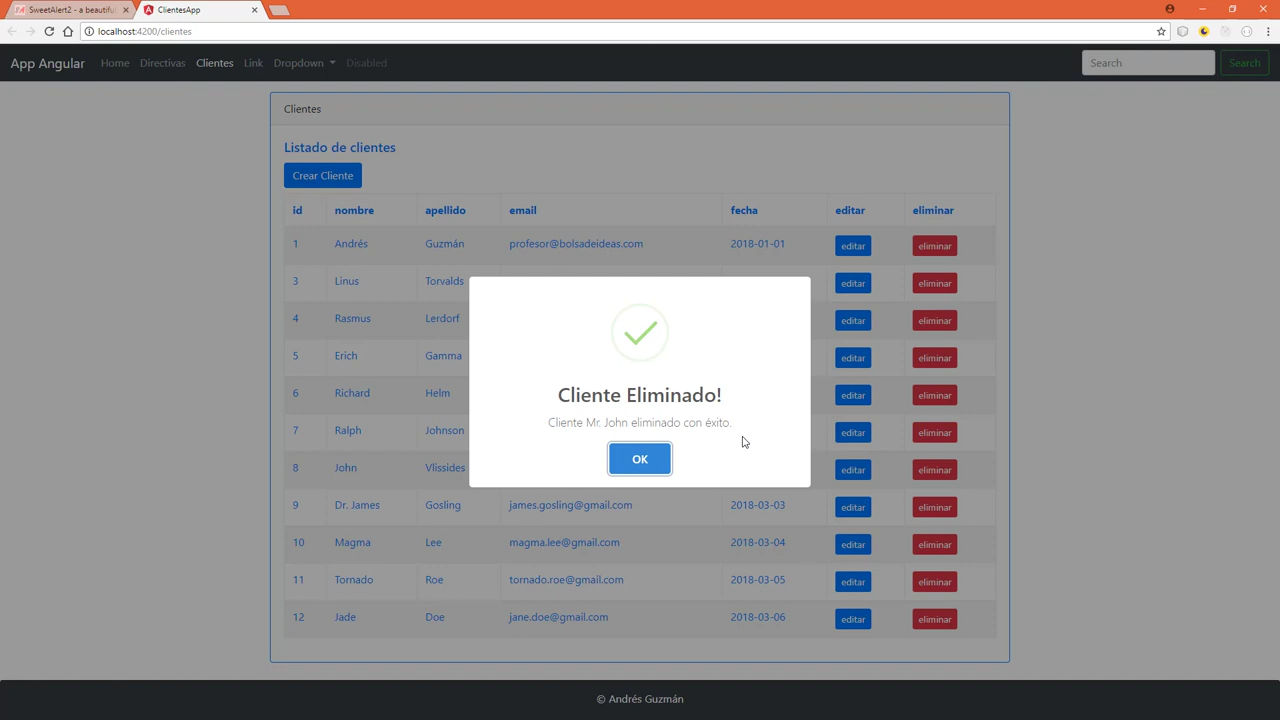 SweetAlert2 - a beautiful
ClientesApp
localhost:4200/clientes
App Angular Home Directivas Clientes Link Dropdown Disabled Search Search
Clientes
Listado de clientes
Crear Cliente
id nombre apellido email fecha editar eliminar
1 Andrés Guzmán profesor@bolsadeideas.com 2018-01-01 editar eliminar
3 Linus Torvalds editar eliminar
4 Rasmus Lerdorf editar eliminar
5 Erich Gamma editar eliminar
6 Richard Helm editar eliminar
7 Ralph Johnson editar eliminar
8 John Vlissides editar eliminar
Cliente Eliminado!
Cliente Mr. John eliminado con éxito.
OK
9 Dr. James Gosling james.gosling@gmail.com 2018-03-03 editar eliminar
10 Magma Lee magma.lee@gmail.com 2018-03-04 editar eliminar
11 Tornado Roe tornado.roe@gmail.com 2018-03-05 editar eliminar
12 Jade Doe jane.doe@gmail.com 2018-03-06 editar eliminar
© Andrés Guzmán